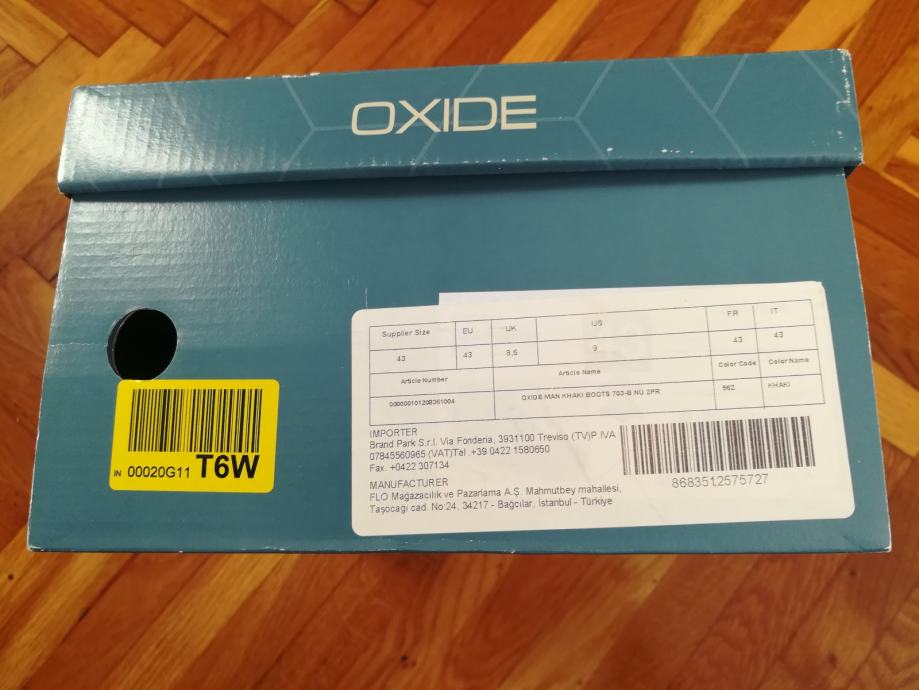 OXIDE
Supplier Size EU UK US FR IT
43 43 8,5 9 43 43
Article Number Article Name Color Code Color Name
OXIDE MAN KHAKI BOOTS 703-B NU 2PR 56Z KHAKI
IMPORTER
Brand Park S.r.l. Via Fonderia, 3931100 Treviso (TV)P.IVA
07845560965 (VAT)Tel .+39 0422 1580650
Fax. +0422 307134
MANUFACTURER
FLO Mağazacılık ve Pazarlama A.Ş. Mahmutbey mahallesi,
Taşocağı cad. No:24, 34217 - Bağcılar, İstanbul - Türkiye
8683512575727
IN 00020G11 T6W